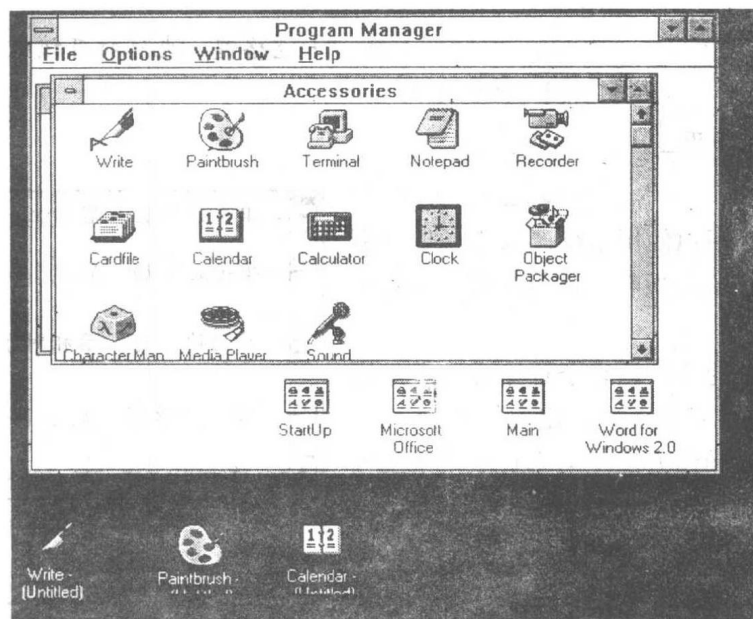 Program Manager
File Options Window Help
Accessories
Write Paintbrush Terminal Notepad Recorder
Cardfile Calendar Calculator Clock Object
Packager
Character Map Media Player Sound
StartUp Microsoft Main Word for
Office Windows 2.0
Write - Paintbrush - Calendar -
(Untitled) (Untitled)